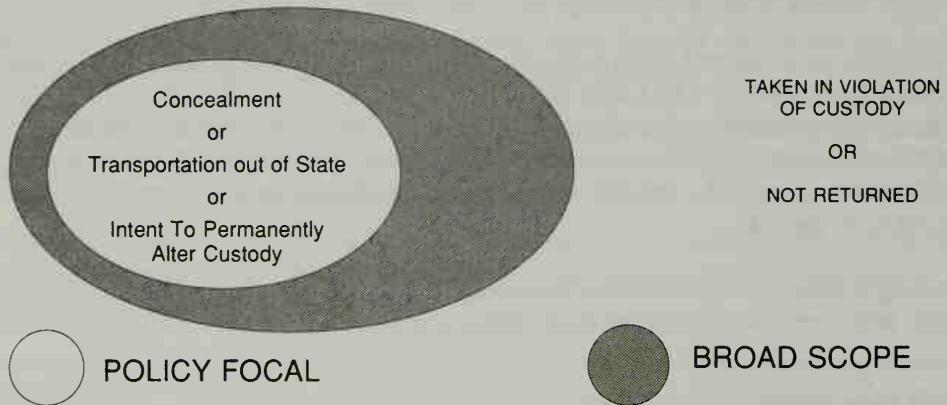 Concealment
or
Transportation out of State
or
Intent To Permanently
Alter Custody
TAKEN IN VIOLATION
OF CUSTODY
OR
NOT RETURNED
POLICY FOCAL
BROAD SCOPE